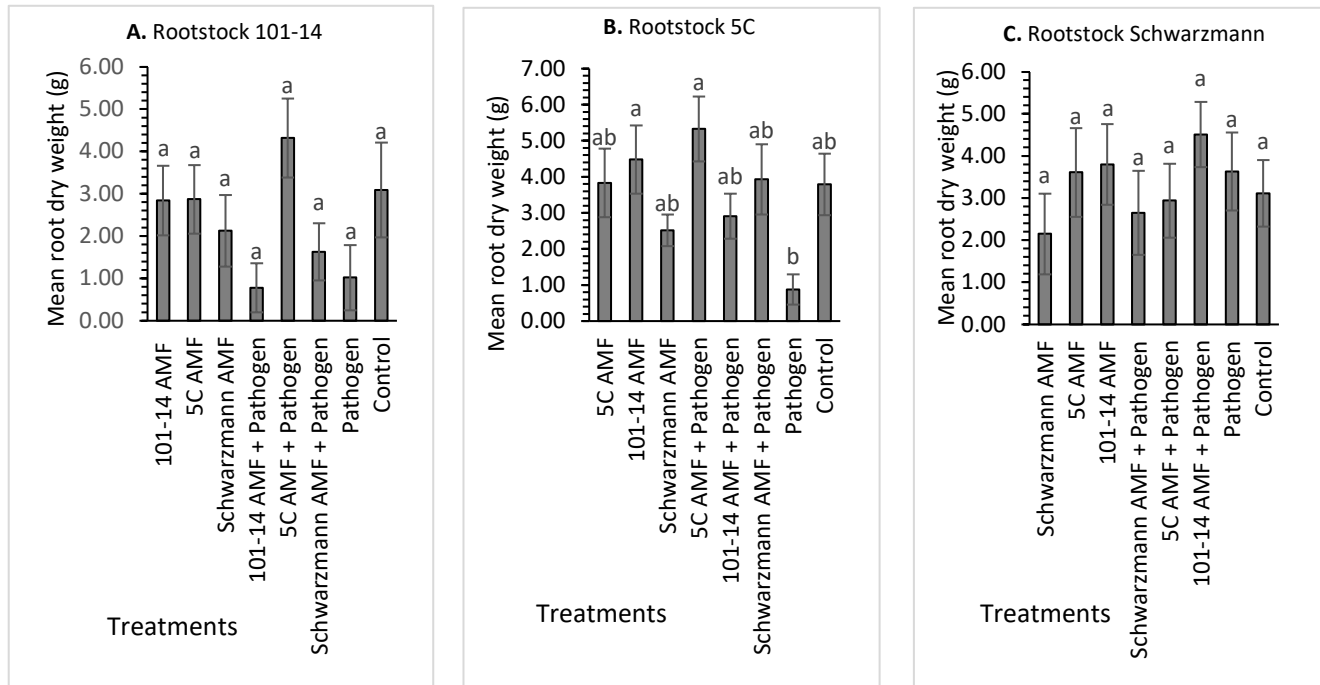 A. Rootstock 101-14
Mean root dry weight (g)
6.00
5.00
4.00
3.00
2.00
1.00
0.00
a
a
a
a
a
a
a
a
101-14 AMF
5C AMF
Schwarzmann AMF
101-14 AMF + Pathogen
5C AMF + Pathogen
Schwarzmann AMF + Pathogen
Pathogen
Control
Treatments
B. Rootstock 5C
Mean root dry weight (g)
7.00
6.00
5.00
4.00
3.00
2.00
1.00
0.00
ab
a
ab
a
ab
ab
b
ab
5C AMF
101-14 AMF
Schwarzmann AMF
5C AMF + Pathogen
101-14 AMF + Pathogen
Schwarzmann AMF + Pathogen
Pathogen
Control
Treatments
C. Rootstock Schwarzmann
Mean root dry weight (g)
6.00
5.00
4.00
3.00
2.00
1.00
0.00
a
a
a
a
a
a
a
a
Schwarzmann AMF
5C AMF
101-14 AMF
Schwarzmann AMF + Pathogen
5C AMF + Pathogen
101-14 AMF + Pathogen
Pathogen
Control
Treatments